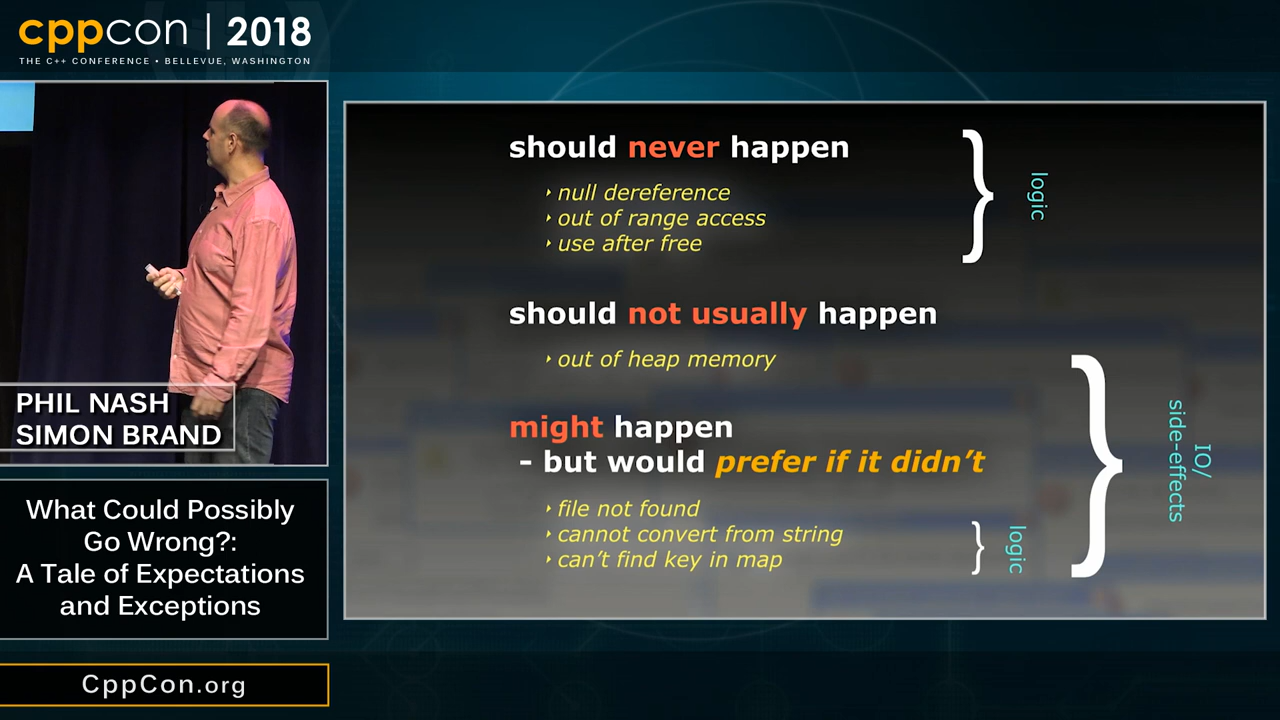 cppcon | 2018
THE C++ CONFERENCE • BELLEVUE, WASHINGTON
PHIL NASH
SIMON BRAND
What Could Possibly
Go Wrong?:
A Tale of Expectations
and Exceptions
CppCon.org
should never happen
‣ null dereference
‣ out of range access
‣ use after free
logic
should not usually happen
‣ out of heap memory
might happen
- but would prefer if it didn’t
‣ file not found
‣ cannot convert from string
‣ can’t find key in map
logic
IO/
side-effects